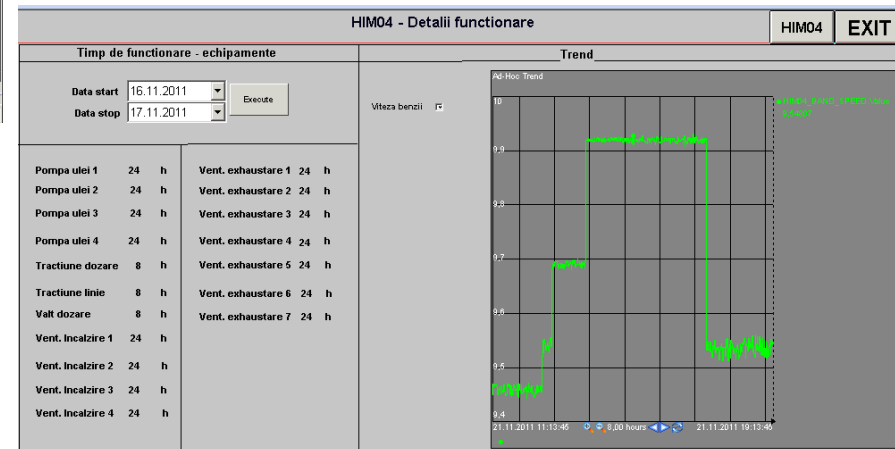 HIM04 - Detalii functionare
HIM04
EXIT
Timp de functionare - echipamente
Data start 16.11.2011
Data stop 17.11.2011
Execute
Pompa ulei 1 24 h
Pompa ulei 2 24 h
Pompa ulei 3 24 h
Pompa ulei 4 24 h
Tractiune dozare 8 h
Tractiune linie 8 h
Valt dozare 8 h
Vent. Incalzire 1 24 h
Vent. Incalzire 2 24 h
Vent. Incalzire 3 24 h
Vent. Incalzire 4 24 h
Vent. exhaustare 1 24 h
Vent. exhaustare 2 24 h
Vent. exhaustare 3 24 h
Vent. exhaustare 4 24 h
Vent. exhaustare 5 24 h
Vent. exhaustare 6 24 h
Vent. exhaustare 7 24 h
Trend
Viteza benzii
Ad-Hoc Trend
10
9,9
9,8
9,7
9,6
9,5
9,4
21.11.2011 11:13:45
8,00 hours
21.11.2011 19:13:45